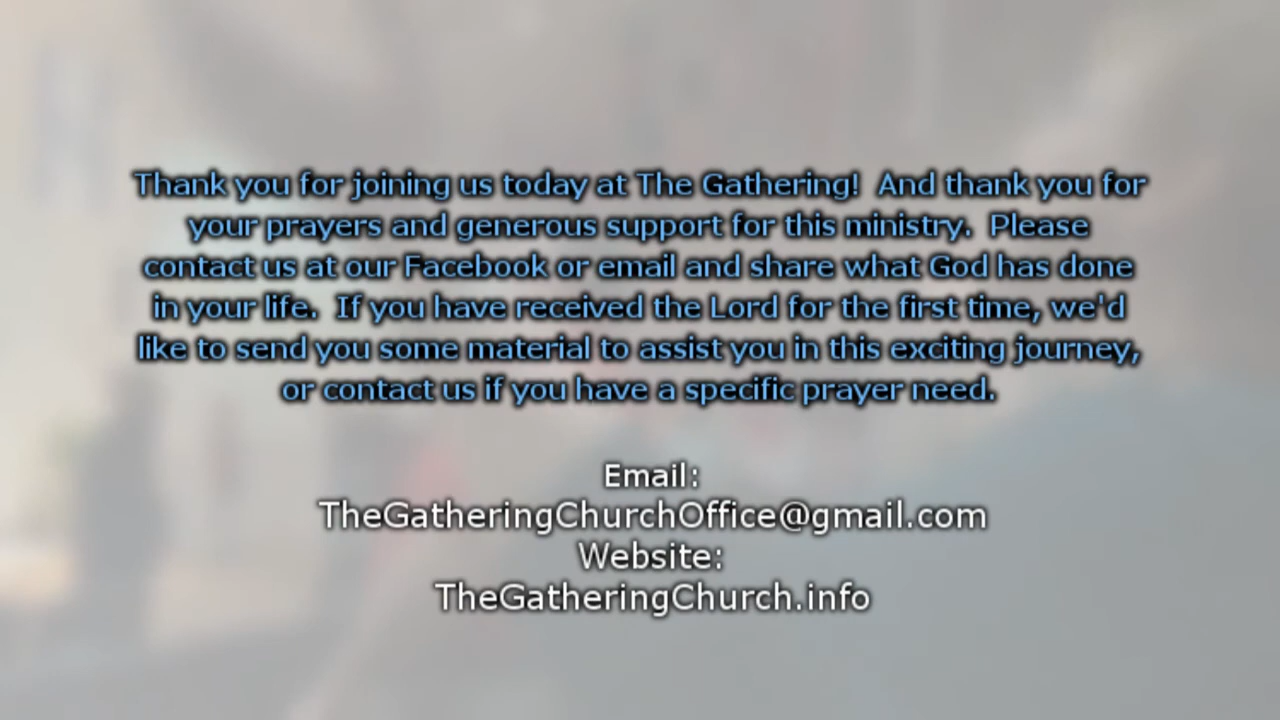 Thank you for joining us today at The Gathering!  And thank you for
your prayers and generous support for this ministry.  Please
contact us at our Facebook or email and share what God has done
in your life.  If you have received the Lord for the first time, we'd
like to send you some material to assist you in this exciting journey,
or contact us if you have a specific prayer need.
Email:
TheGatheringChurchOffice@gmail.com
Website:
TheGatheringChurch.info